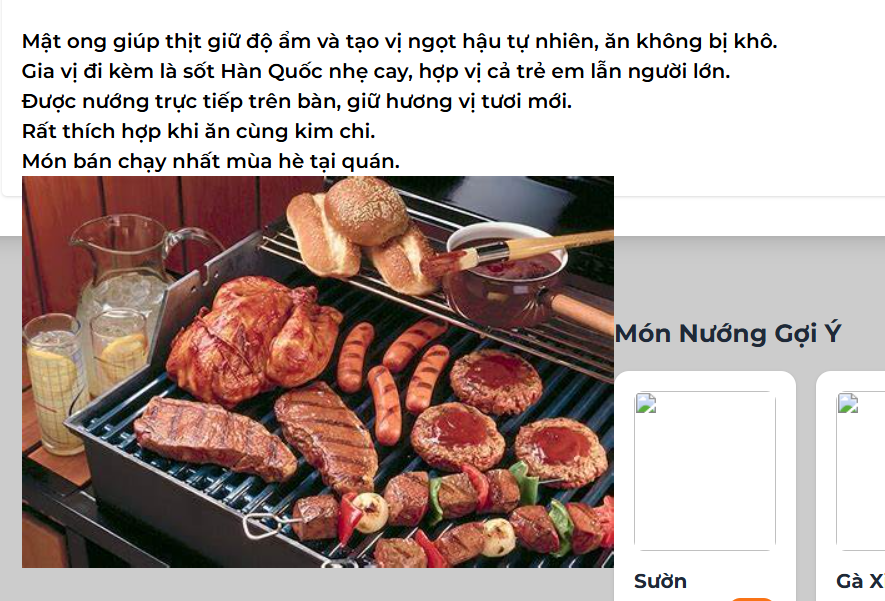 Mật ong giúp thịt giữ độ ẩm và tạo vị ngọt hậu tự nhiên, ăn không bị khô.
Gia vị đi kèm là sốt Hàn Quốc nhẹ cay, hợp vị cả trẻ em lẫn người lớn.
Được nướng trực tiếp trên bàn, giữ hương vị tươi mới.
Rất thích hợp khi ăn cùng kim chi.
Món bán chạy nhất mùa hè tại quán.
Món Nướng Gợi Ý
Sườn
Gà